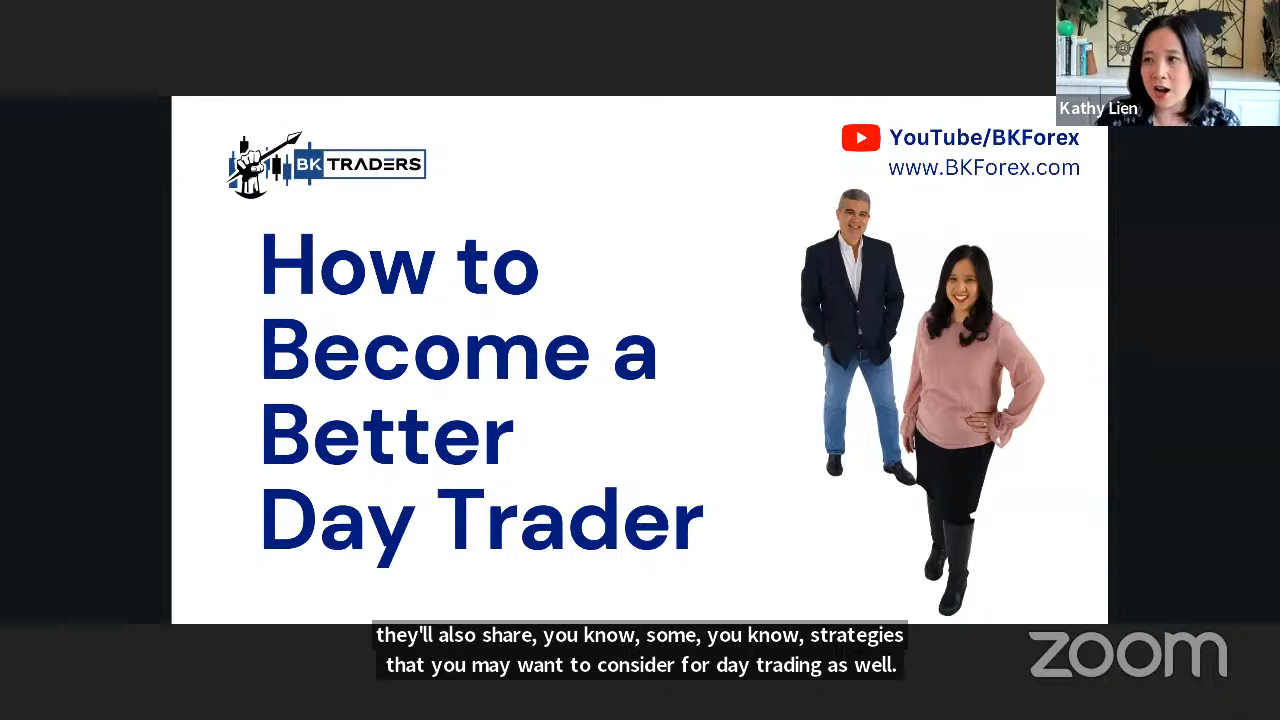 Kathy Lien
BK TRADERS
YouTube/BKForex
www.BKForex.com
How to
Become a
Better
Day Trader
they'll also share, you know, some, you know, strategies
that you may want to consider for day trading as well.
zoom